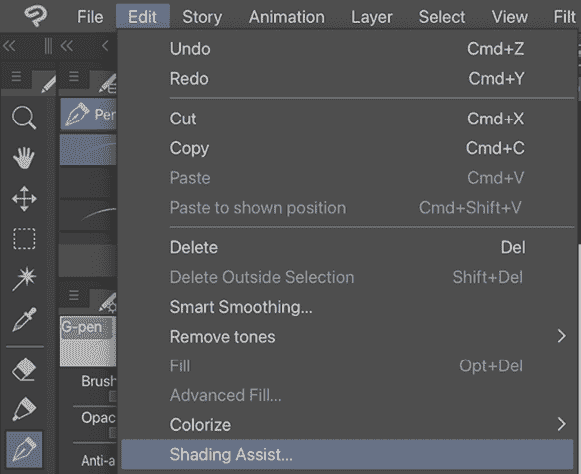 File Edit Story Animation Layer Select View Filt
Undo Cmd+Z
Redo Cmd+Y
Cut Cmd+X
Copy Cmd+C
Paste Cmd+V
Paste to shown position Cmd+Shift+V
Delete Del
Delete Outside Selection Shift+Del
Smart Smoothing...
Remove tones
Fill Opt+Del
Advanced Fill...
Colorize
Shading Assist...
Pen
G-pen
Brush
Opac
Anti-a